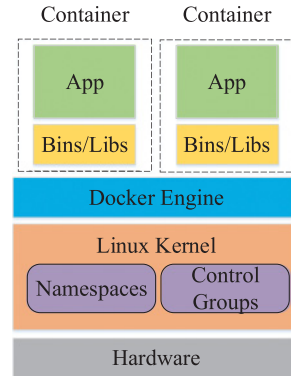 Container Container
App App
Bins/Libs Bins/Libs
Docker Engine
Linux Kernel
Namespaces Control
Groups
Hardware